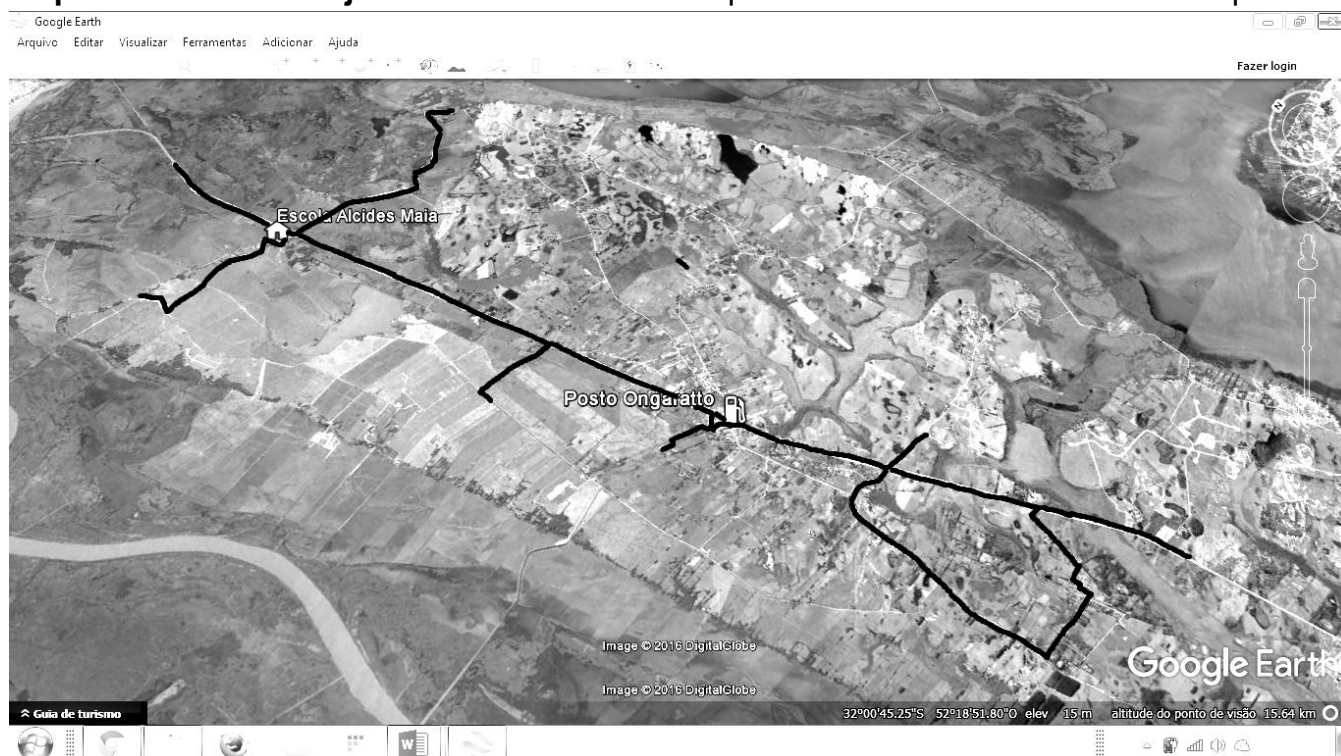 Google Earth
Arquivo Editar Visualizar Ferramentas Adicionar Ajuda
Fazer login
Escola Alcides Maia
Posto Ongaratto
Image © 2016 DigitalGlobe
Google Earth
Image © 2016 DigitalGlobe
Guia de turismo
32°00'45.25"S 52°18'51.80"O elev 15 m altitude do ponto de visão 15.64 km